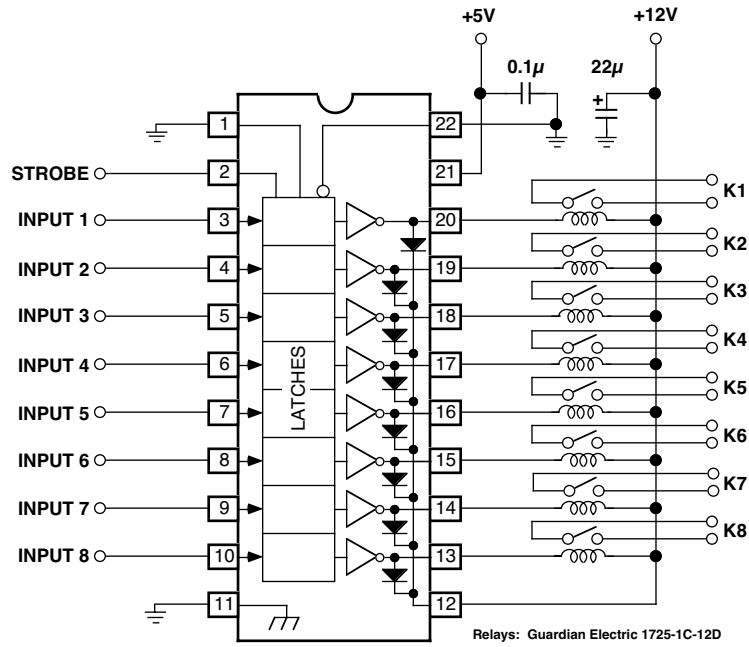 +5V
+12V
0.1μ
22μ
+
1
22
STROBE
2
21
INPUT 1
3
20
K1
INPUT 2
4
19
K2
INPUT 3
5
18
K3
INPUT 4
6
17
K4
LATCHES
INPUT 5
7
16
K5
INPUT 6
8
15
K6
INPUT 7
9
14
K7
INPUT 8
10
13
K8
11
12
Relays: Guardian Electric 1725-1C-12D